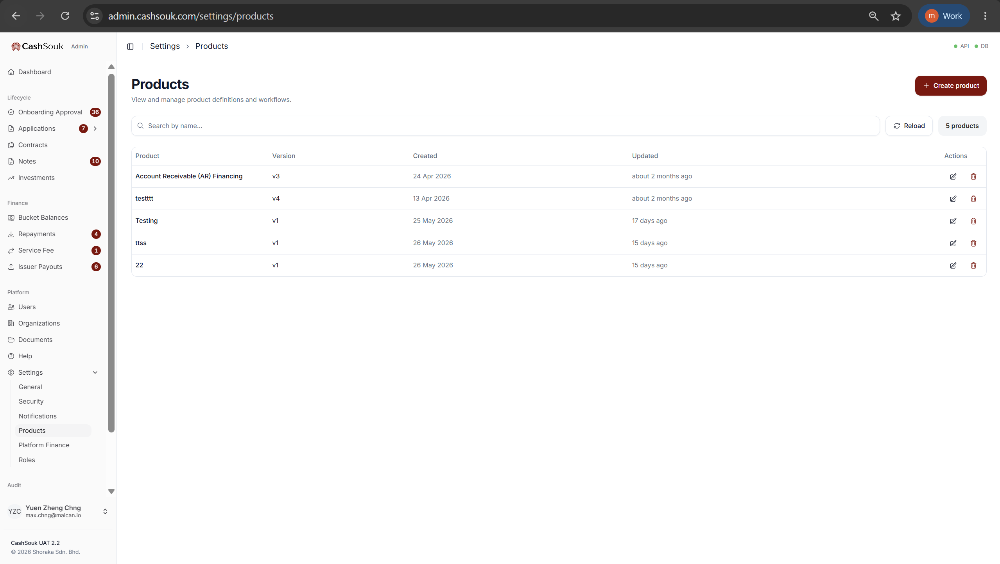 admin.cashsouk.com/settings/products
m Work
CashSouk Admin
Settings > Products
API DB
Dashboard
Lifecycle
Onboarding Approval 36
Applications 7
Contracts
Notes 10
Investments
Finance
Bucket Balances
Repayments 4
Service Fee 1
Issuer Payouts 6
Platform
Users
Organizations
Documents
Help
Settings
General
Security
Notifications
Products
Platform Finance
Roles
Audit
YZC
Yuen Zheng Chng
max.chng@malcan.io
CashSouk UAT 2.2
© 2026 Shoraka Sdn. Bhd.
Products
View and manage product definitions and workflows.
+ Create product
Search by name...
Reload
5 products
Product Version Created Updated Actions
Account Receivable (AR) Financing v3 24 Apr 2026 about 2 months ago
testttt v4 13 Apr 2026 about 2 months ago
Testing v1 25 May 2026 17 days ago
ttss v1 26 May 2026 15 days ago
22 v1 26 May 2026 15 days ago